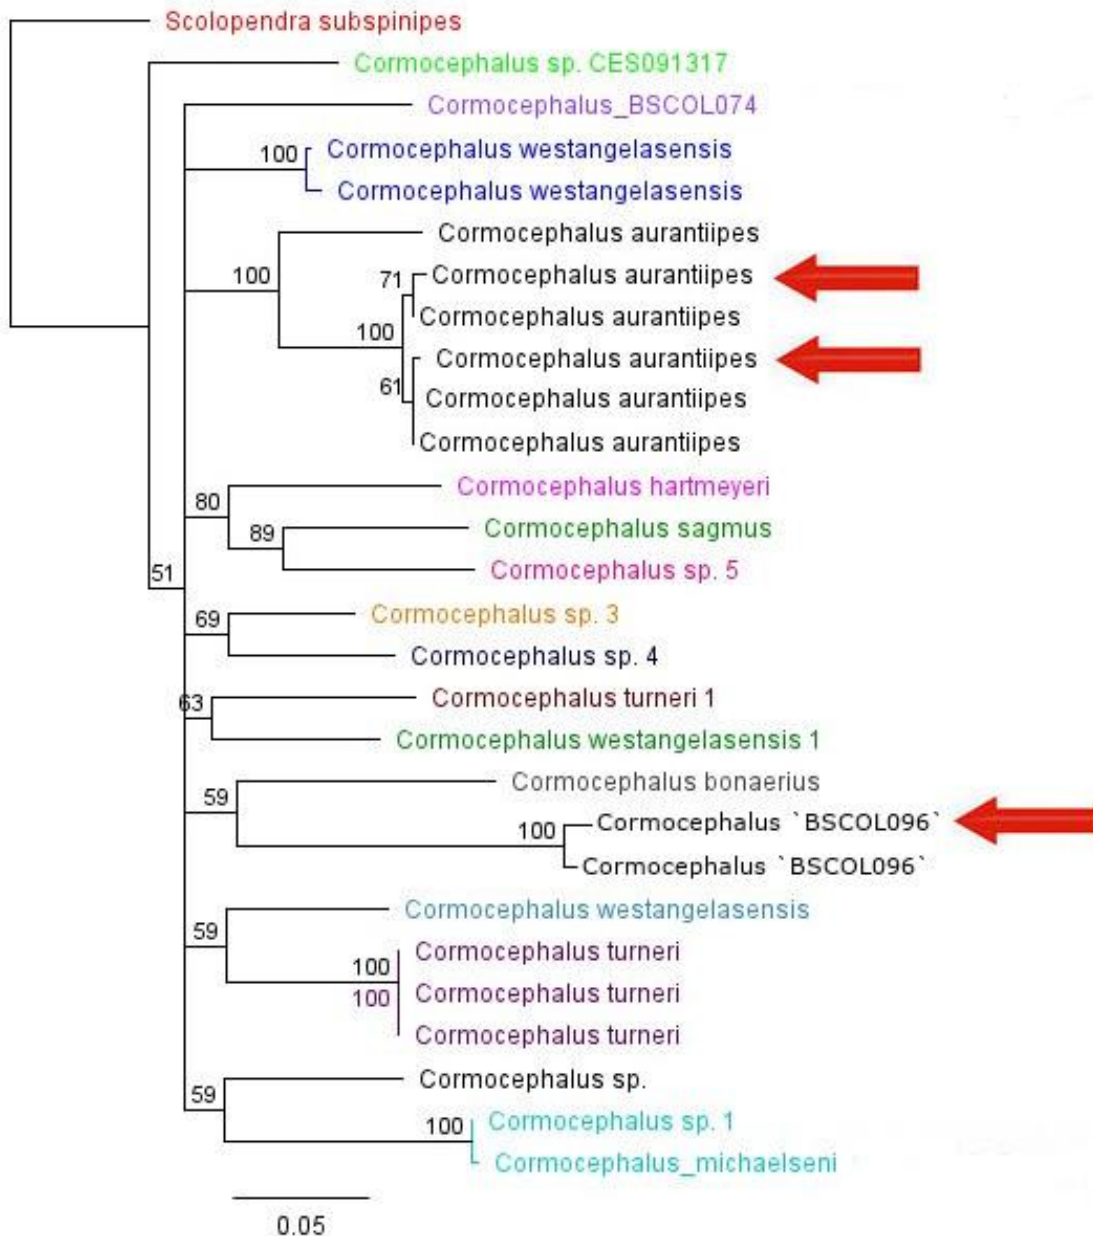 Scolopendra subspinipes
Cormocephalus sp. CES091317
Cormocephalus_BSCOL074
100
Cormocephalus westangelasensis
Cormocephalus westangelasensis
Cormocephalus aurantiipes
100
71
Cormocephalus aurantiipes
Cormocephalus aurantiipes
100
Cormocephalus aurantiipes
61
Cormocephalus aurantiipes
Cormocephalus aurantiipes
Cormocephalus hartmeyeri
80
Cormocephalus sagmus
89
Cormocephalus sp. 5
51
Cormocephalus sp. 3
69
Cormocephalus sp. 4
Cormocephalus turneri 1
63
Cormocephalus westangelasensis 1
Cormocephalus bonaerius
59
Cormocephalus `BSCOL096`
100
Cormocephalus `BSCOL096`
Cormocephalus westangelasensis
59
Cormocephalus turneri
100
Cormocephalus turneri
100
Cormocephalus turneri
Cormocephalus sp.
59
Cormocephalus sp. 1
100
Cormocephalus_michaelseni
0.05